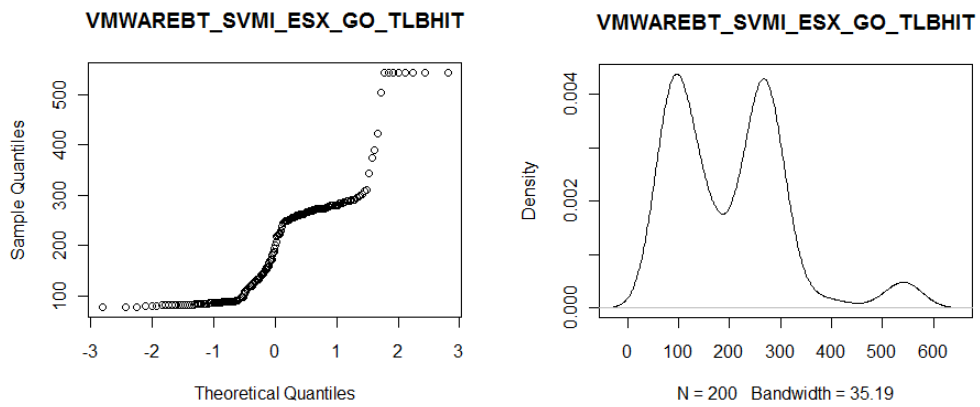 VMWAREBT_SVMI_ESX_GO_TLBHIT
Sample Quantiles
500
400
300
200
100
-3 -2 -1 0 1 2 3
Theoretical Quantiles
VMWAREBT_SVMI_ESX_GO_TLBHIT
Density
0.004
0.002
0.000
0 100 200 300 400 500 600
N = 200 Bandwidth = 35.19